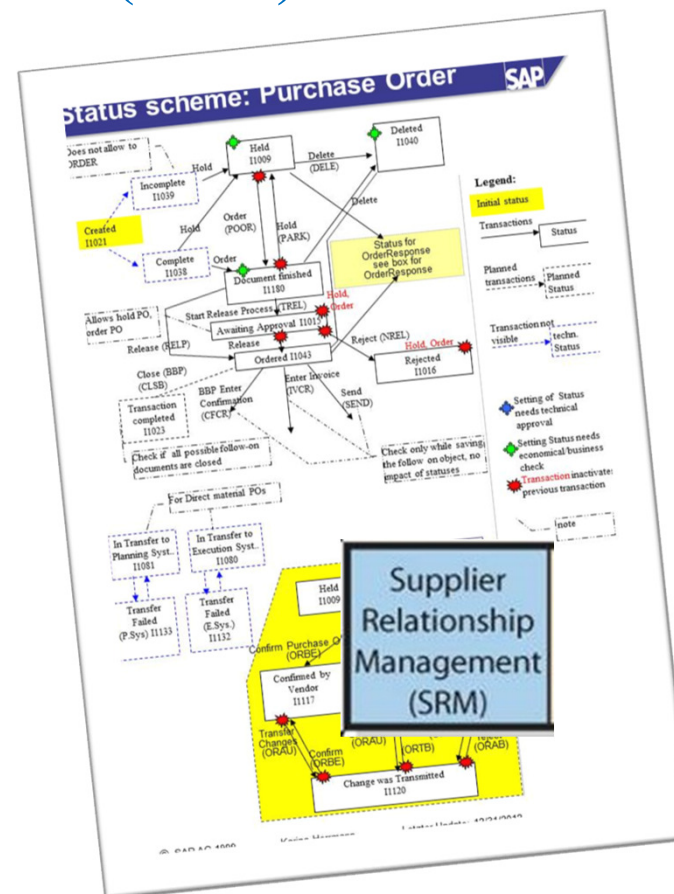 Status scheme: Purchase Order
SAP
Does not allow to
ORDER
Held
I1009
Deleted
I1040
Hold
Delete
(DELE)
Incomplete
I1039
Delete
Legend:
Initial status
Created
I1021
Hold
Order
(POOR)
Hold
(PARK)
Transactions
Status
Status for
OrderResponse
see box for
OrderResponse
Complete
I1038
Order
Document finished
I1180
Planned
transactions
Planned
Status
Allows hold PO,
order PO
Start Release Process (TREL)
Hold,
Order
Awaiting Approval I1015
Release (RELP)
Release
Reject (NREL)
Hold, Order
Transaction not
visible
techn.
Status
Ordered I1043
Rejected
I1016
Close (BBP)
(CLSB)
BBP Enter
Confirmation
(CFCR)
Enter Invoice
(IVCR)
Send
(SEND)
Transaction
completed
I1023
Setting of Status
needs technical
approval
Check if all possible follow-on
documents are closed
Check only while saving
the follow on object, no
impact of statuses
Setting Status needs
economical/business
check
Transaction inactivates
previous transaction
For Direct material POs
note
In Transfer to
Planning Syst..
I1081
In Transfer to
Execution Syst..
I1080
Transfer
Failed
(P.Sys) I1133
Transfer
Failed
(E.Sys.)
I1132
Held
I1009
Supplier
Relationship
Management
(SRM)
Confirm Purchase O
(ORBE)
Confirmed by
Vendor
I1117
Transfer
Changes
(ORAU)
Confirm
(ORBE)
(ORAU)
(ORTB)
(ORAB)
Change was Transmitted
I1120